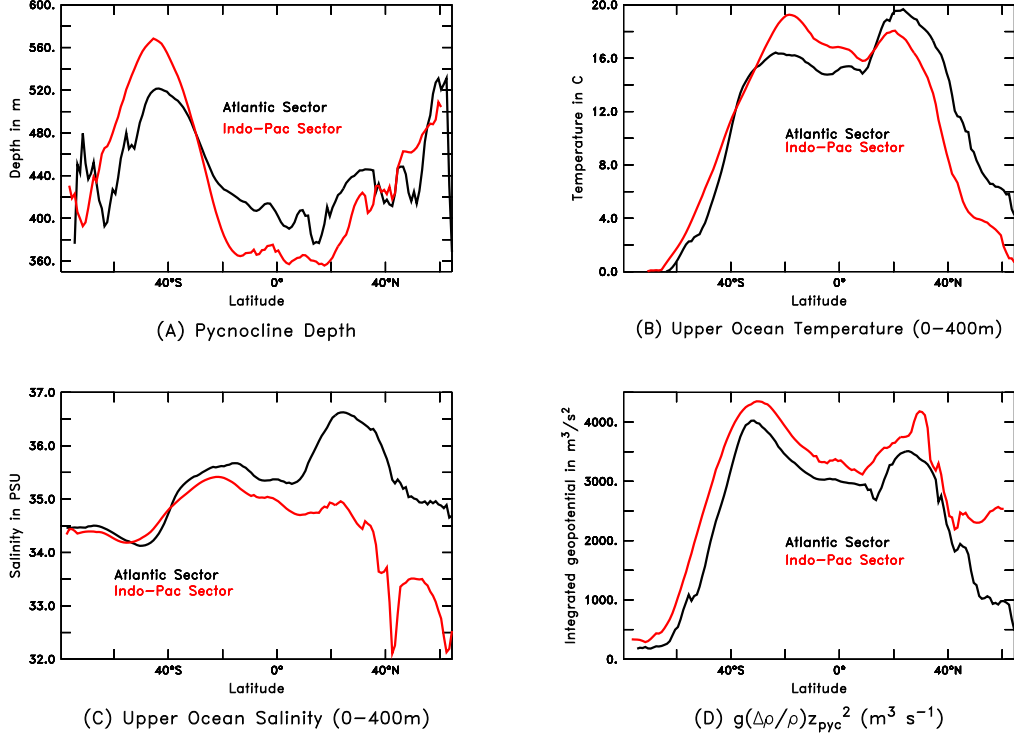 600.
560.
520.
480.
440.
400.
360.
Depth in m
Atlantic Sector
Indo-Pac Sector
40°S
0°
40°N
Latitude
(A) Pycnocline Depth
20.0
16.0
12.0
8.0
4.0
0.0
Temperature in C
Atlantic Sector
Indo-Pac Sector
40°S
0°
40°N
Latitude
(B) Upper Ocean Temperature (0-400m)
37.0
36.0
35.0
34.0
33.0
32.0
Salinity in PSU
Atlantic Sector
Indo-Pac Sector
40°S
0°
40°N
Latitude
(C) Upper Ocean Salinity (0-400m)
4000.
3000.
2000.
1000.
0.
Integrated geopotential in m³/s²
Atlantic Sector
Indo-Pac Sector
40°S
0°
40°N
Latitude
(D) g(Δρ/ρ)z_pyc² (m³ s⁻¹)